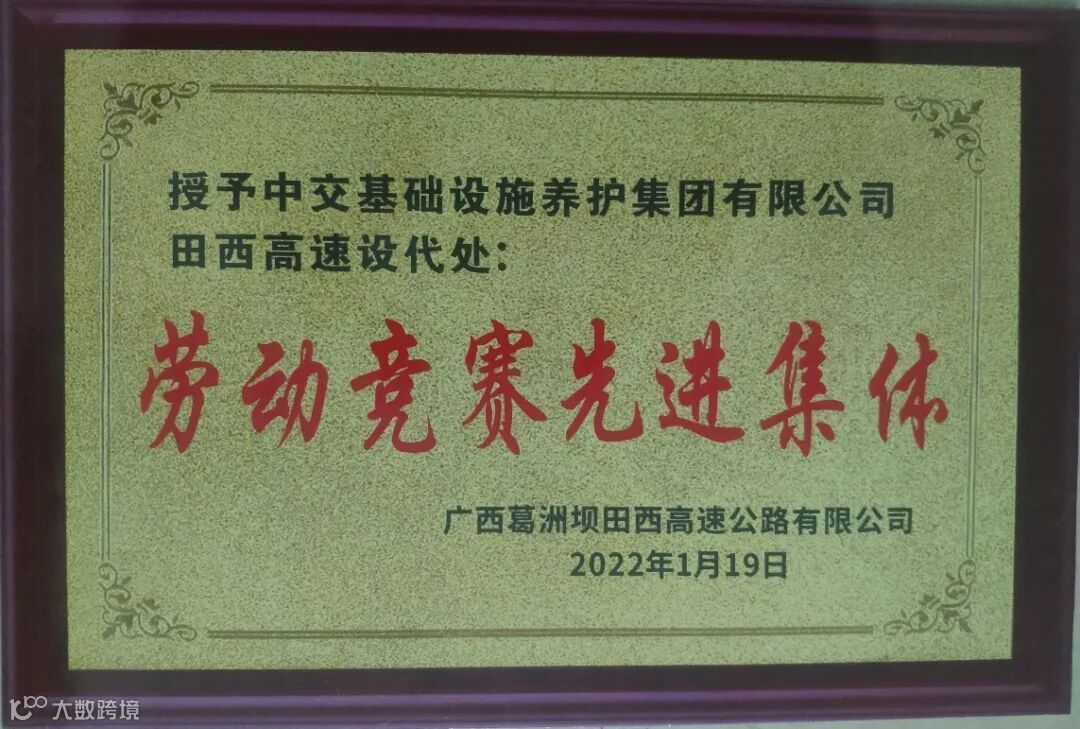 授予中交基础设施养护集团有限公司
田西高速设代处:
劳动竞赛先进集体
广西葛洲坝田西高速公路有限公司
2022年1月19日
大数跨境